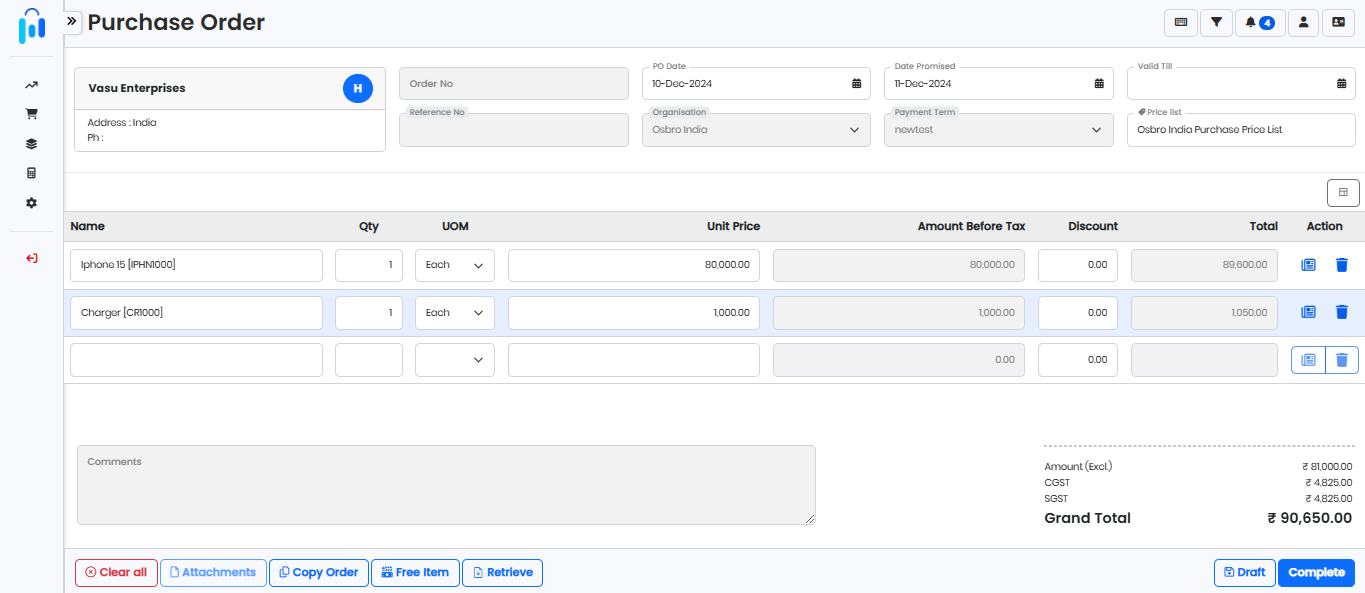 Purchase Order
4
Vasu Enterprises
H
Address : India
Ph :
Order No
PO Date
10-Dec-2024
Date Promised
11-Dec-2024
Valid Till
Reference No
Organisation
Osbro India
Payment Term
newtest
Price list
Osbro India Purchase Price List
Name Qty UOM Unit Price Amount Before Tax Discount Total Action
Iphone 15 [IPHN1000] 1 Each 80,000.00 80,000.00 0.00 89,600.00
Charger [CR1000] 1 Each 1,000.00 1,000.00 0.00 1,050.00
0.00 0.00
Comments
Amount (Excl.) ₹ 81,000.00
CGST ₹ 4,825.00
SGST ₹ 4,825.00
Grand Total ₹ 90,650.00
Clear all Attachments Copy Order Free Item Retrieve Draft Complete